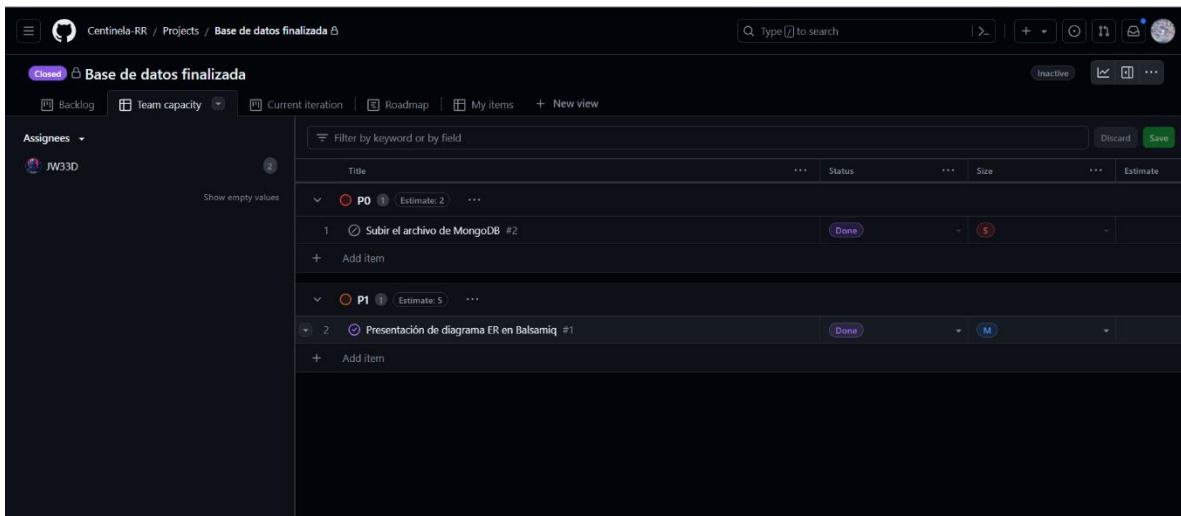 Centinela-RR / Projects / Base de datos finalizada
Type / to search
Closed Base de datos finalizada
Inactive
Backlog Team capacity Current iteration Roadmap My items + New view
Assignees
Filter by keyword or by field
Discard Save
JW33D 2
Title ... Status ... Size ... Estimate
Show empty values
P0 1 Estimate: 2 ...
1 Subir el archivo de MongoDB #2 Done S
+ Add item
P1 1 Estimate: 5 ...
2 Presentación de diagrama ER en Balsamiq #1 Done M
+ Add item